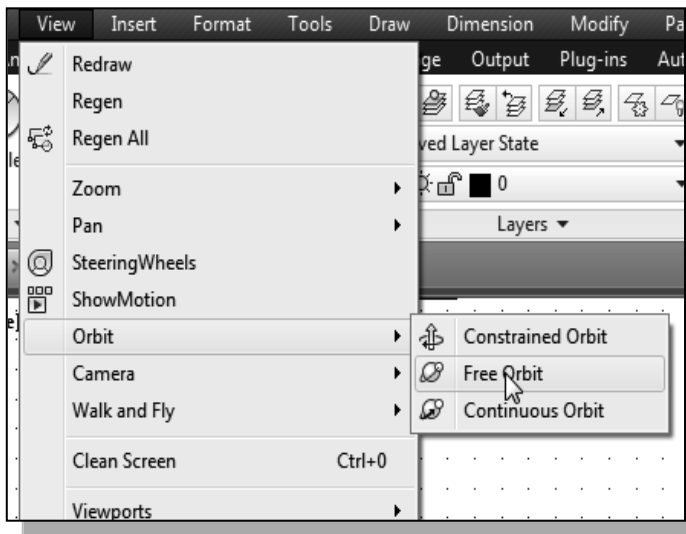 View Insert Format Tools Draw Dimension Modify
Output Plug-ins
Redraw
Regen
Regen All
Layer State
0
Zoom
Pan
Layers
SteeringWheels
ShowMotion
Orbit
Constrained Orbit
Camera
Free Orbit
Walk and Fly
Continuous Orbit
Clean Screen Ctrl+0
Viewports